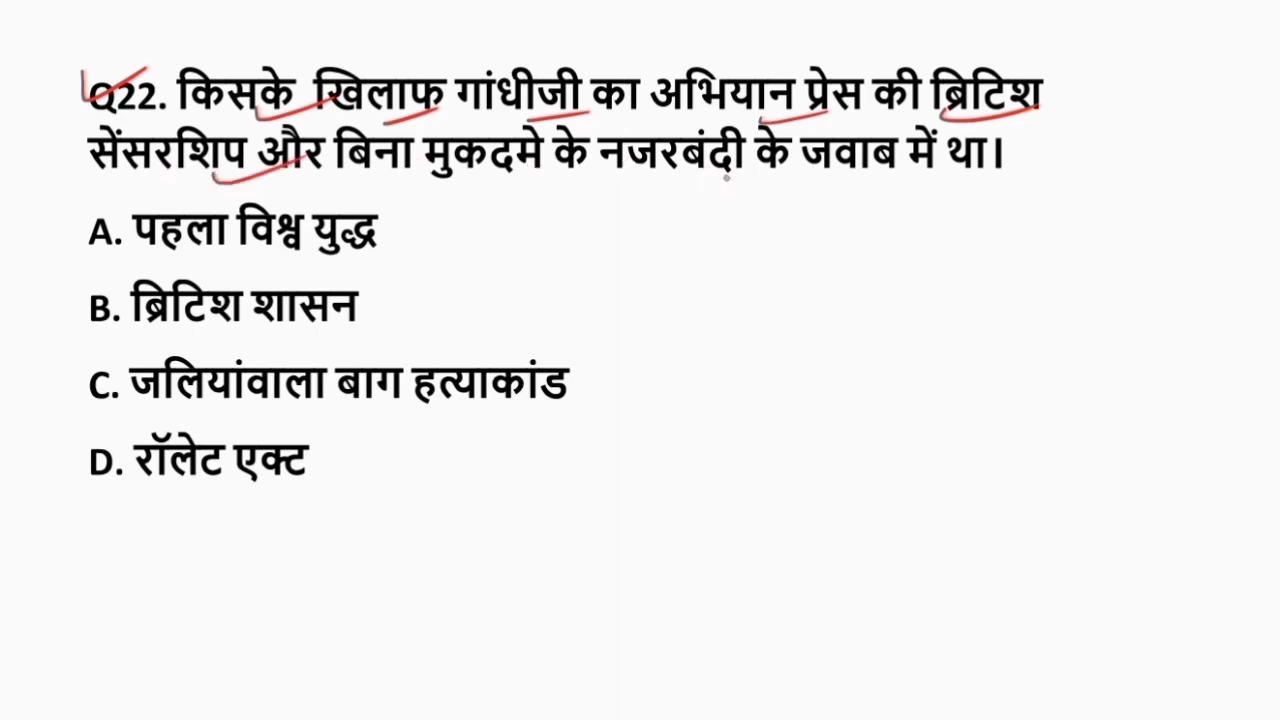 Q22. किसके खिलाफ गांधीजी का अभियान प्रेस की ब्रिटिश
सेंसरशिप और बिना मुकदमे के नजरबंदी के जवाब में था।
A. पहला विश्व युद्ध
B. ब्रिटिश शासन
C. जलियांवाला बाग हत्याकांड
D. रॉलेट एक्ट